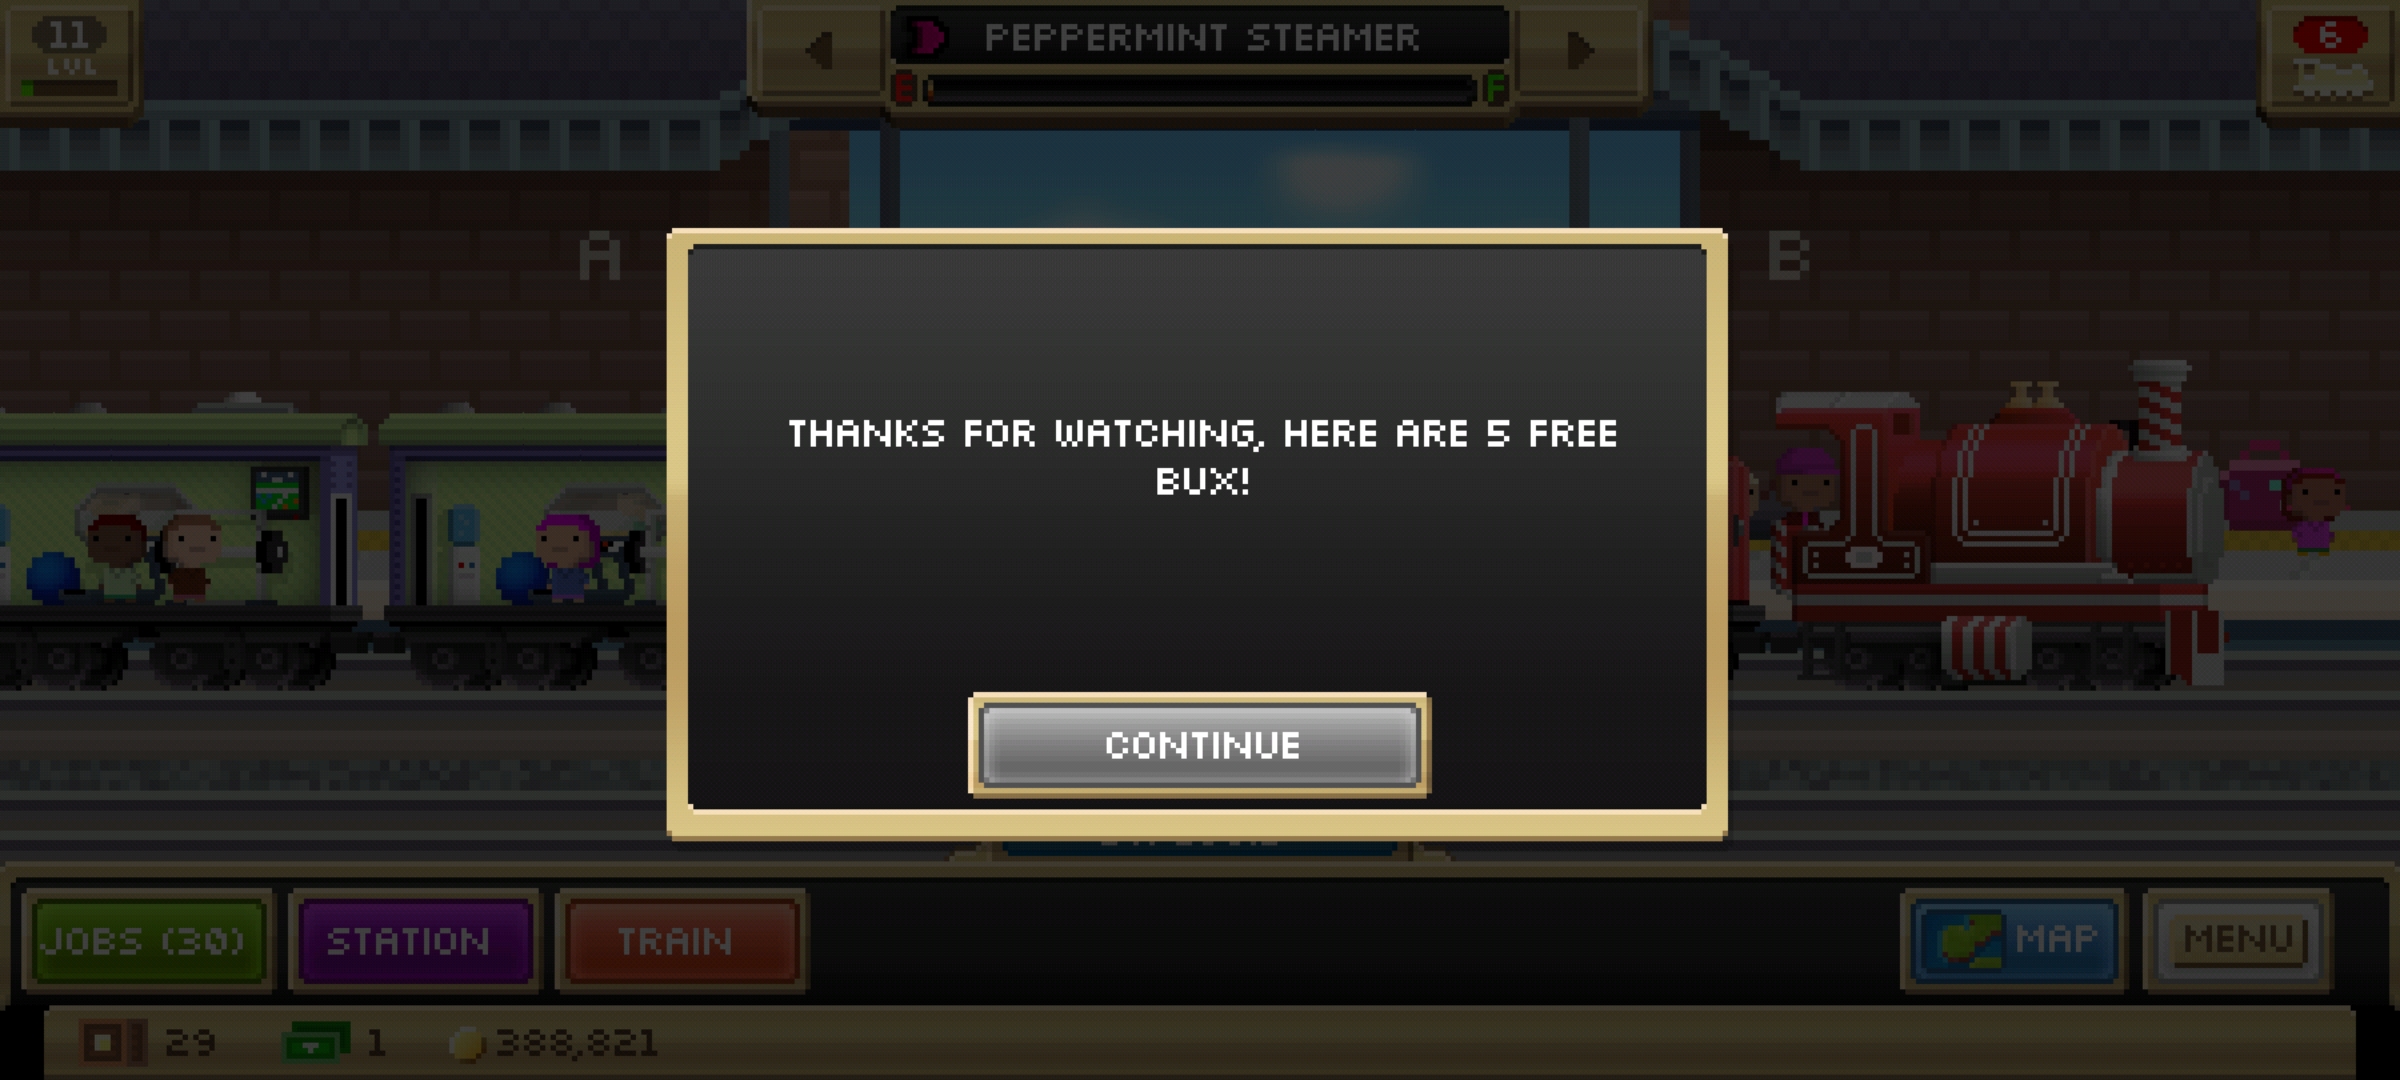 11
LVL
PEPPERMINT STEAMER
6
E
F
A
B
THANKS FOR WATCHING, HERE ARE 5 FREE
BUX!
CONTINUE
JOBS (30)
STATION
TRAIN
MAP
MENU
29
1
388,821